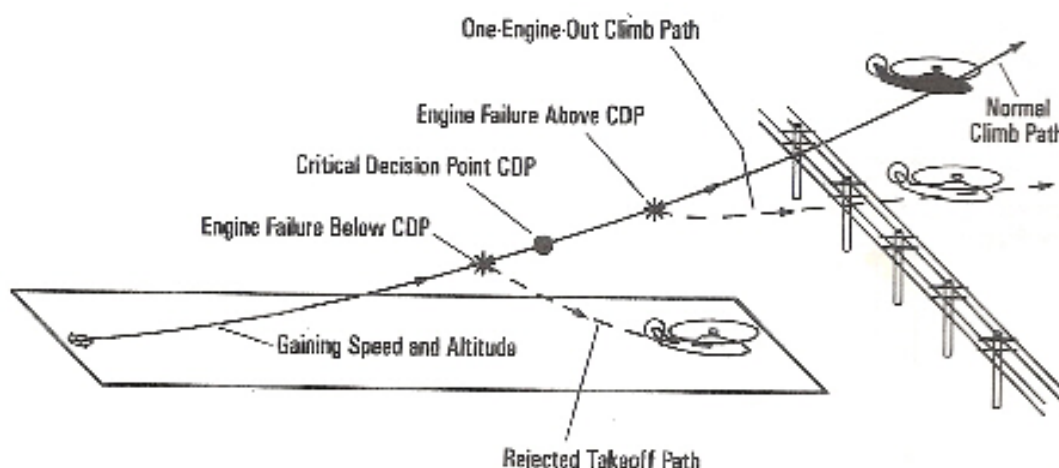 One-Engine-Out Climb Path
Engine Failure Above CDP
Normal
Climb Path
Critical Decision Point CDP
Engine Failure Below CDP
Gaining Speed and Altitude
Rejected Takeoff Path